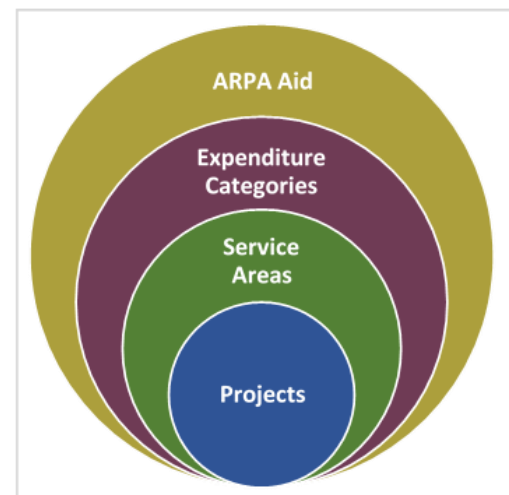 ARPA Aid
Expenditure
Categories
Service
Areas
Projects